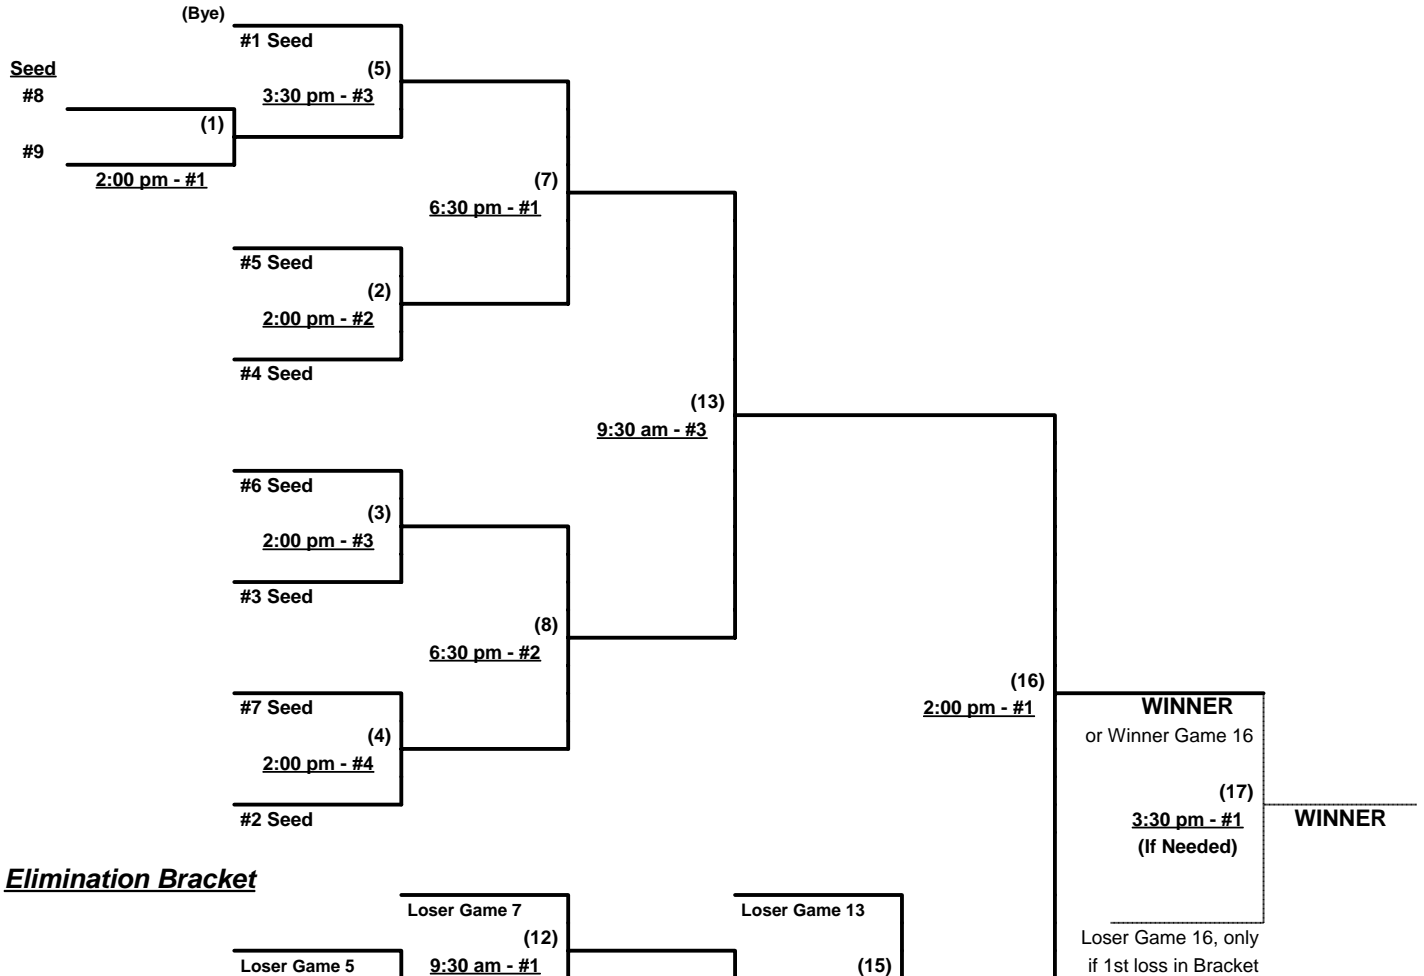 (Bye)
#1 Seed
Seed
(5)
#8
3:30 pm - #3
(1)
#9
2:00 pm - #1
(7)
6:30 pm - #1
#5 Seed
(2)
2:00 pm - #2
#4 Seed
(13)
9:30 am - #3
#6 Seed
(3)
2:00 pm - #3
#3 Seed
(8)
6:30 pm - #2
(16)
#7 Seed
2:00 pm - #1
WINNER
(4)
or Winner Game 16
2:00 pm - #4
(17)
#2 Seed
3:30 pm - #1
WINNER
(If Needed)
Elimination Bracket
Loser Game 7
Loser Game 13
(12)
Loser Game 16, only
Loser Game 5
9:30 am - #1
(15)
if 1st loss in Bracket